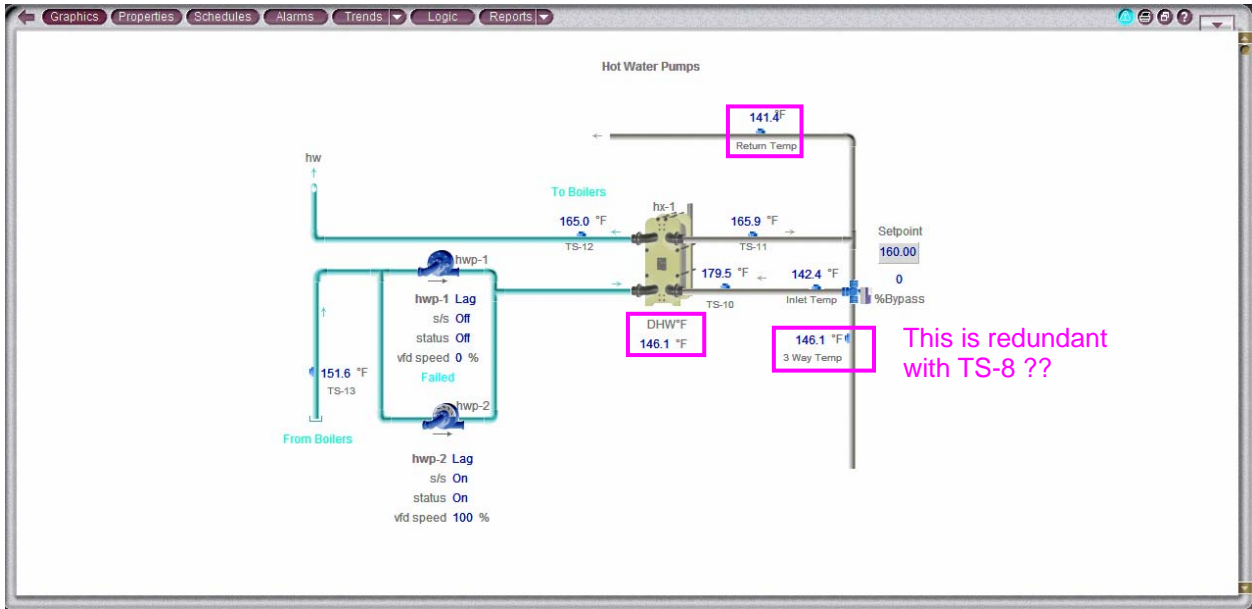 Graphics Properties Schedules Alarms Trends Logic Reports ?
Hot Water Pumps
141.4°F
Return Temp
hw
To Boilers
hx-1
165.0 °F
165.9 °F
TS-12
TS-11
Setpoint
160.00
hwp-1
179.5 °F
142.4 °F
0
TS-10
Inlet Temp
%Bypass
hwp-1 Lag
s/s Off
status Off
vfd speed 0 %
Failed
DHW°F
146.1 °F
146.1 °F
3 Way Temp
This is redundant
with TS-8 ??
151.6 °F
TS-13
hwp-2
From Boilers
hwp-2 Lag
s/s On
status On
vfd speed 100 %